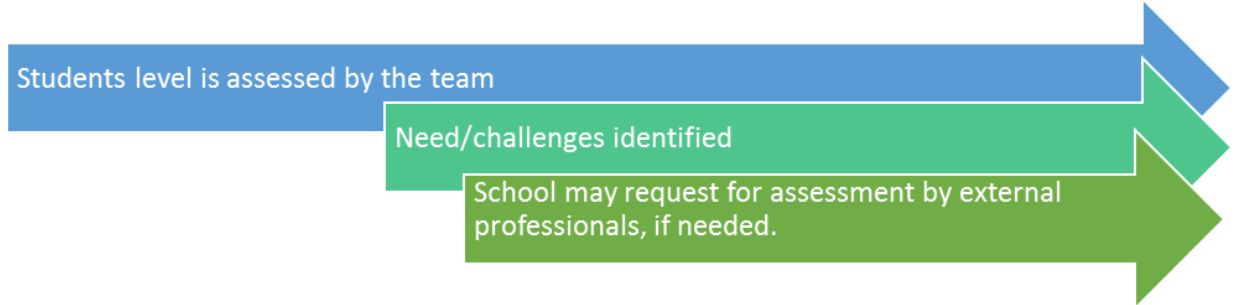 Students level is assessed by the team
Need/challenges identified
School may request for assessment by external
professionals, if needed.